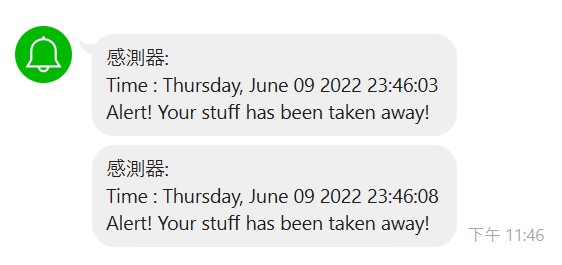 感測器:
Time : Thursday, June 09 2022 23:46:03
Alert! Your stuff has been taken away!
感測器:
Time : Thursday, June 09 2022 23:46:08
Alert! Your stuff has been taken away!
下午 11:46